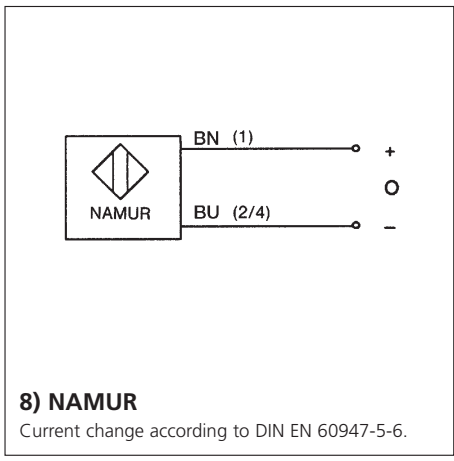 BN (1)
+
O
NAMUR
BU (2/4)
–
8) NAMUR
Current change according to DIN EN 60947-5-6.